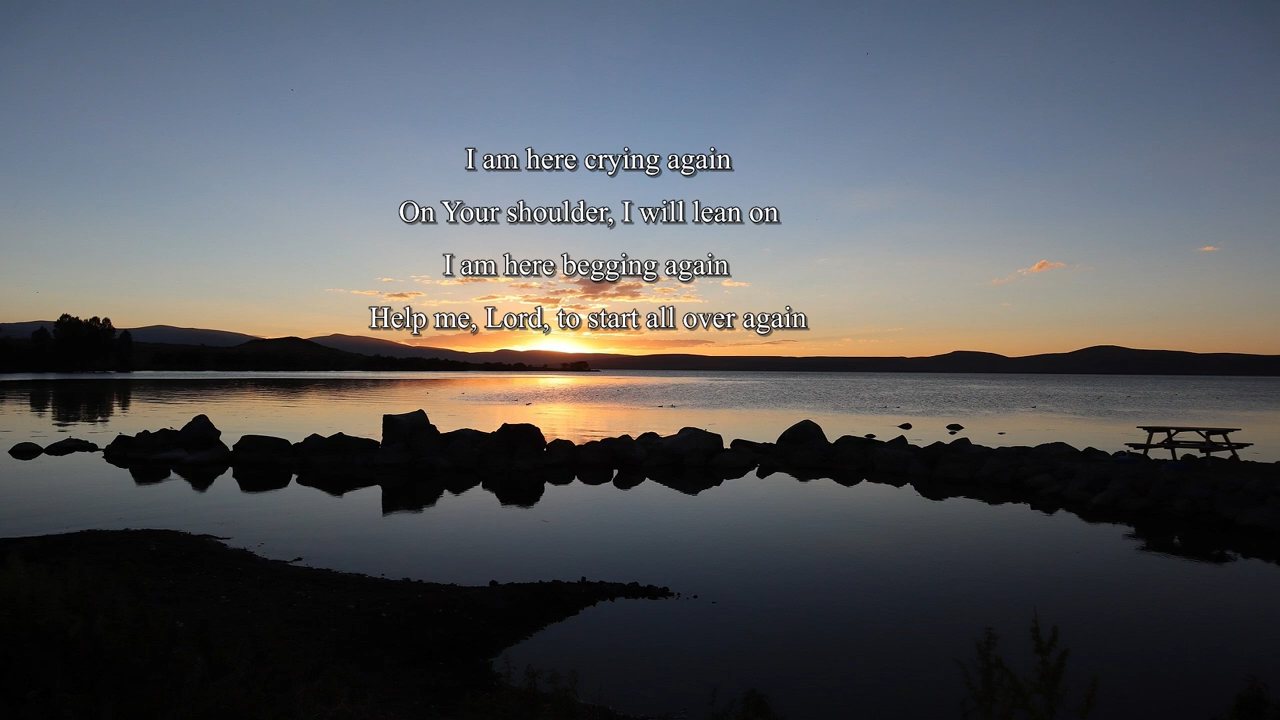 I am here crying again
On Your shoulder, I will lean on
I am here begging again
Help me, Lord, to start all over again